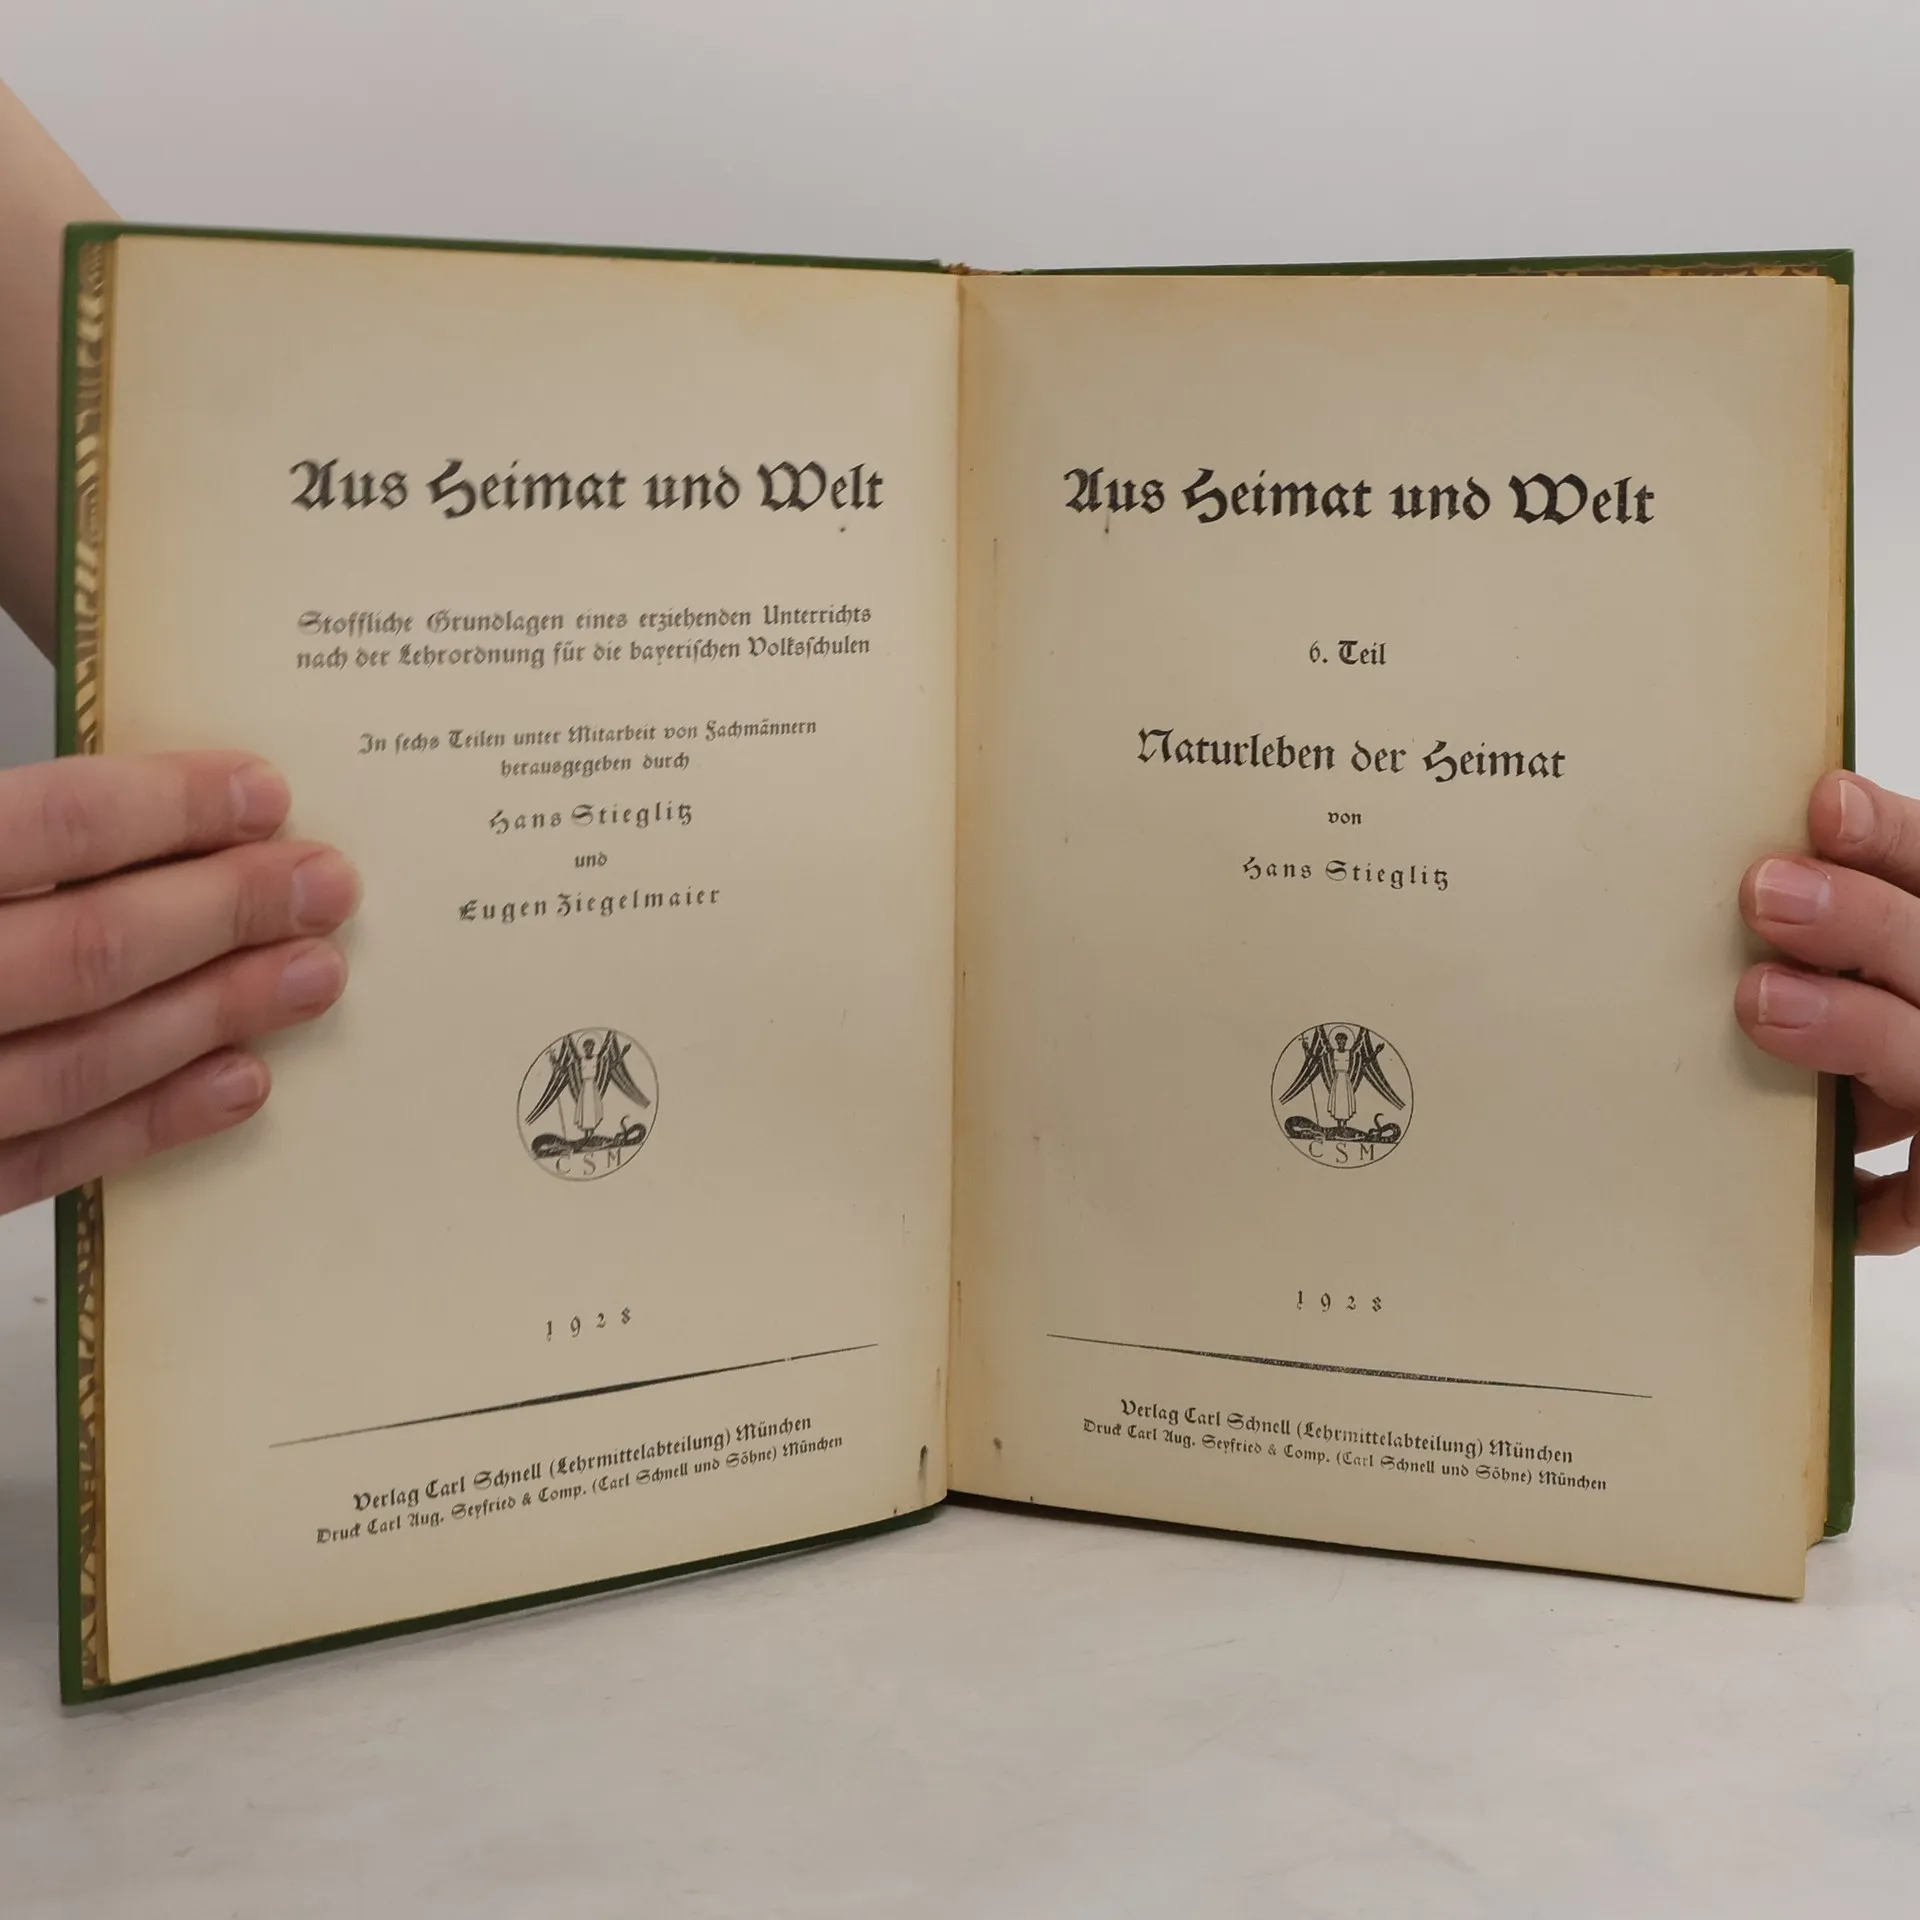 Aus Heimat und Welt
Stoffliche Grundlagen eines erziehenden Unterrichts
nach der Lehrordnung für die bayerischen Volksschulen
In sechs Teilen unter Mitarbeit von Fachmännern
herausgegeben durch
Hans Stieglitz
und
Eugen Ziegelmaier
CSM
1928
Verlag Carl Schnell (Lehrmittelabteilung) München
Druck Carl Aug. Seyfried & Comp. (Carl Schnell und Söhne) München
Aus Heimat und Welt
6. Teil
Naturleben der Heimat
von
Hans Stieglitz
CSM
1928
Verlag Carl Schnell (Lehrmittelabteilung) München
Druck Carl Aug. Seyfried & Comp. (Carl Schnell und Söhne) München